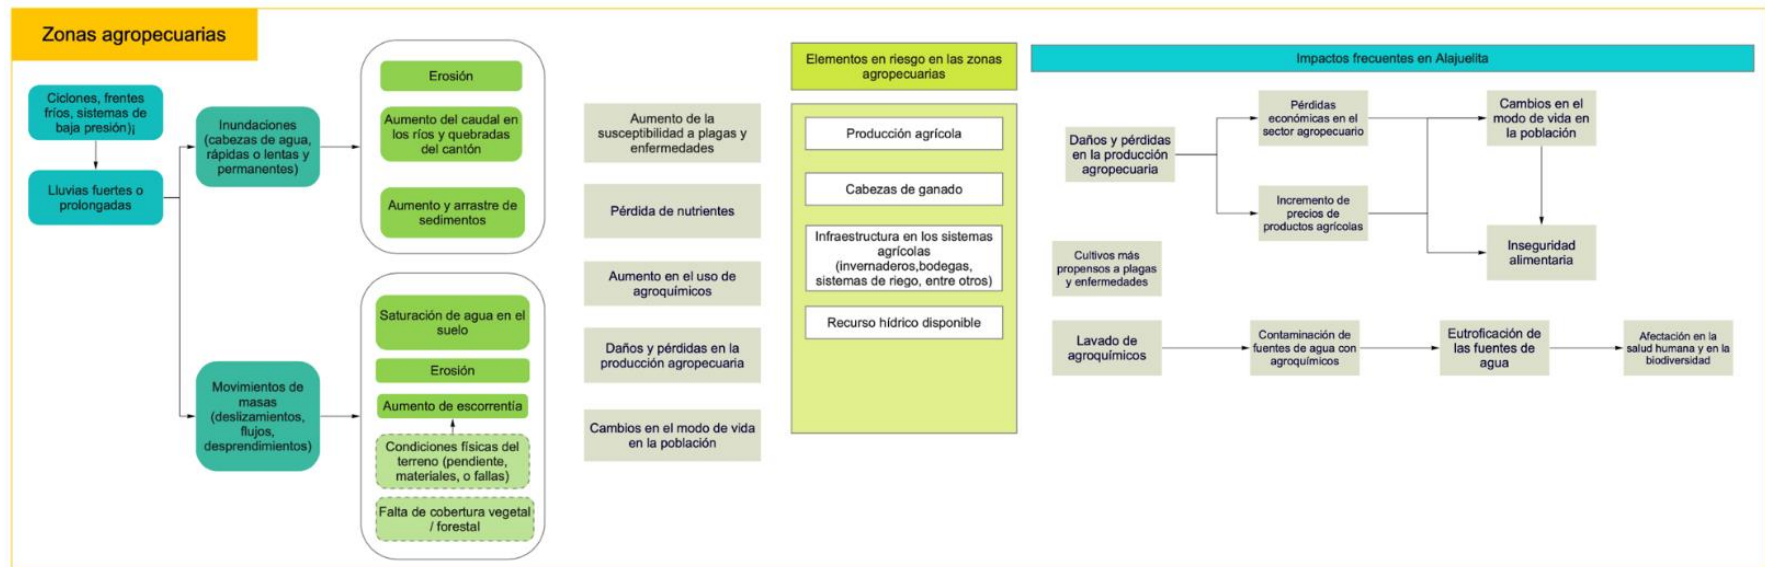 Zonas agropecuarias
Ciclones, frentes
fríos, sistemas de
baja presión)¡
Lluvias fuertes o
prolongadas
Inundaciones
(cabezas de agua,
rápidas o lentas y
permanentes)
Movimientos de
masas
(deslizamientos,
flujos,
desprendimientos)
Erosión
Aumento del caudal en
los ríos y quebradas
del cantón
Aumento y arrastre de
sedimentos
Saturación de agua en el
suelo
Erosión
Aumento de escorrentía
Condiciones físicas del
terreno (pendiente,
materiales, o fallas)
Falta de cobertura vegetal
/ forestal
Aumento de la
susceptibilidad a plagas y
enfermedades
Pérdida de nutrientes
Aumento en el uso de
agroquímicos
Daños y pérdidas en la
producción agropecuaria
Cambios en el modo de vida
en la población
Elementos en riesgo en las zonas
agropecuarias
Producción agrícola
Cabezas de ganado
Infraestructura en los sistemas
agrícolas
(invernaderos,bodegas,
sistemas de riego, entre otros)
Recurso hídrico disponible
Impactos frecuentes en Alajuelita
Daños y pérdidas
en la producción
agropecuaria
Pérdidas
económicas en el
sector agropecuario
Cambios en el
modo de vida en
la población
Incremento de
precios de
productos agrícolas
Inseguridad
alimentaria
Cultivos más
propensos a plagas
y enfermedades
Lavado de
agroquímicos
Contaminación de
fuentes de agua con
agroquímicos
Eutroficación de
las fuentes de
agua
Afectación en la
salud humana y en la
biodiversidad